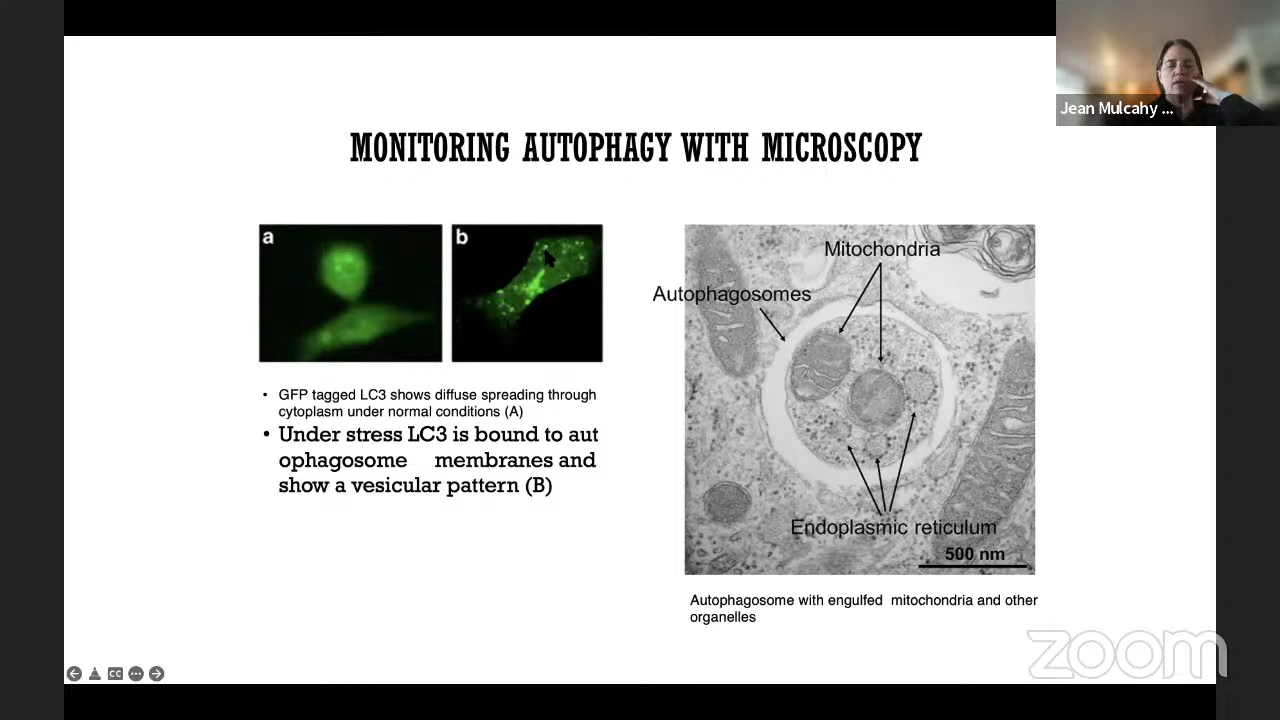 Jean Mulcahy ...
MONITORING AUTOPHAGY WITH MICROSCOPY
a
b
• GFP tagged LC3 shows diffuse spreading through
cytoplasm under normal conditions (A)
• Under stress LC3 is bound to aut
ophagosome membranes and
show a vesicular pattern (B)
Mitochondria
Autophagosomes
Endoplasmic reticulum
500 nm
Autophagosome with engulfed mitochondria and other
organelles
CC
zoom